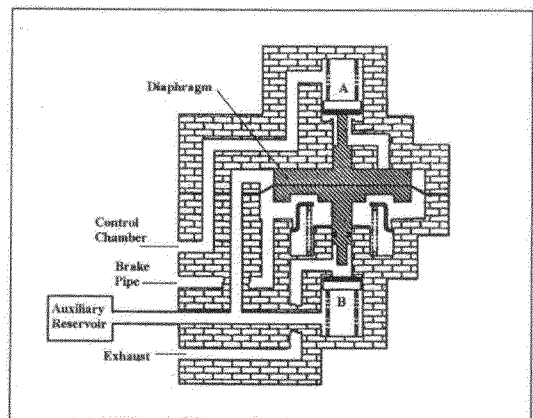 A
Diaphragm
Control
Chamber
Brake
Pipe
Auxiliary
Reservoir
B
Exhaust